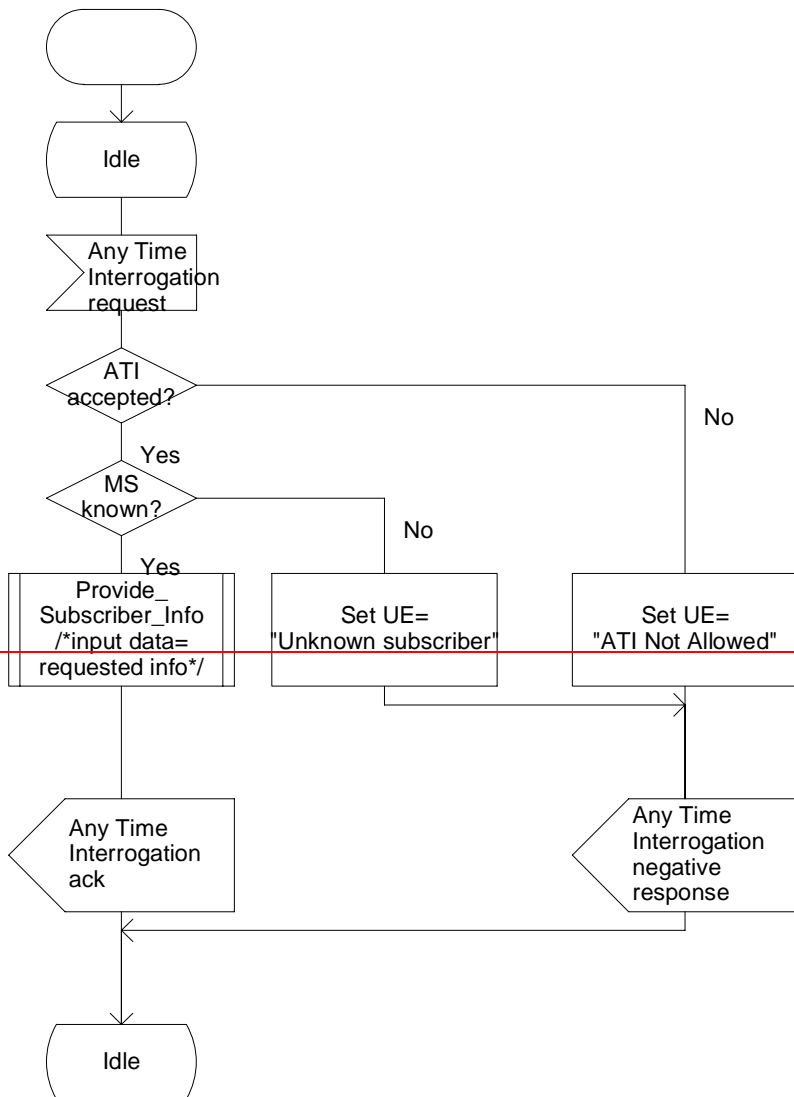 Idle
Any Time
Interrogation
request
ATI
accepted?
No
Yes
MS
known?
No
Yes
Provide_
Subscriber_Info
/*input data=
requested info*/
Set UE=
"Unknown subscriber"
Set UE=
"ATI Not Allowed"
Any Time
Interrogation
ack
Any Time
Interrogation
negative
response
Idle